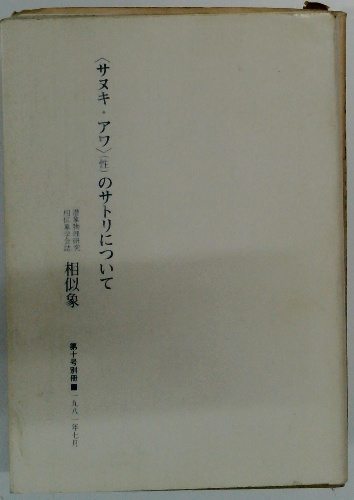 〈サヌキ・アワ〉(性)のサトリについて
潜象物理研究
相似象学会誌
相似象
第十号別冊■一九八一年七月